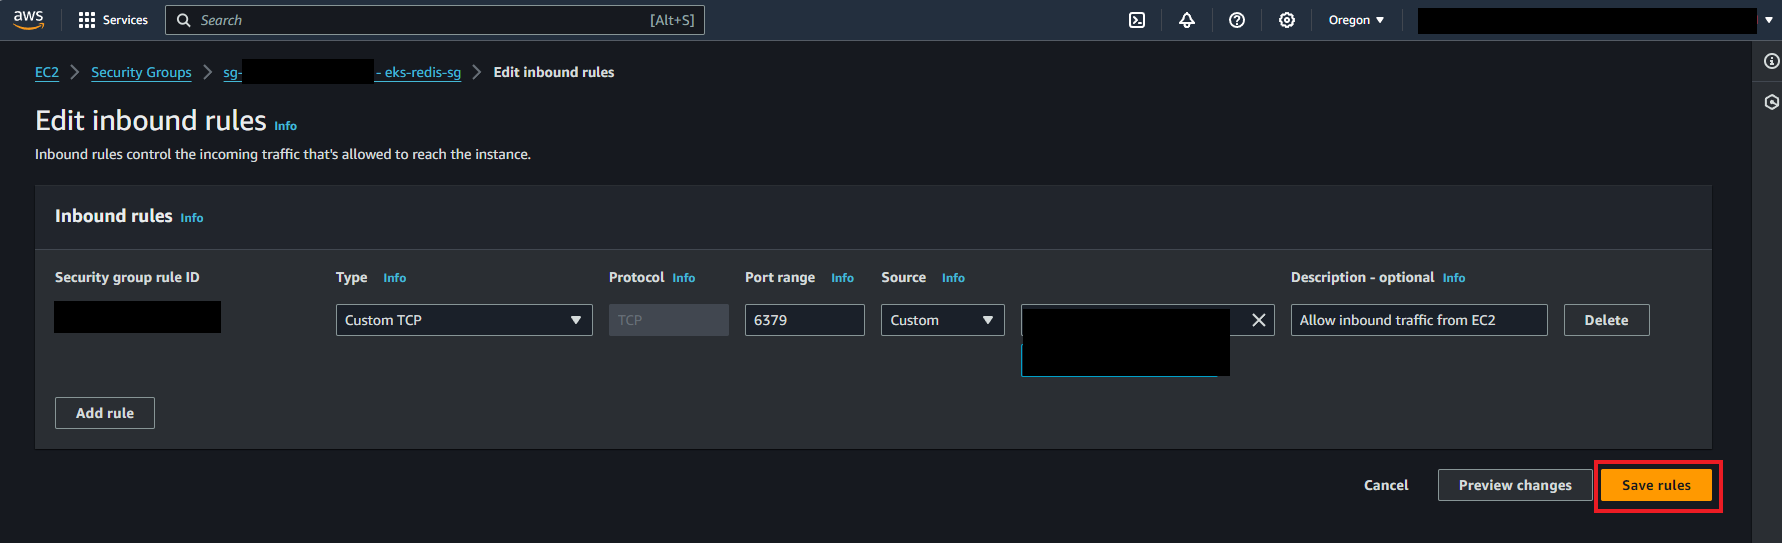 aws Services Search [Alt+S] Oregon
EC2 Security Groups sg- - eks-redis-sg Edit inbound rules
Edit inbound rules Info
Inbound rules control the incoming traffic that's allowed to reach the instance.
Inbound rules Info
Security group rule ID Type Info Protocol Info Port range Info Source Info Description - optional Info
Custom TCP TCP 6379 Custom Allow inbound traffic from EC2 Delete
Add rule
Cancel Preview changes Save rules